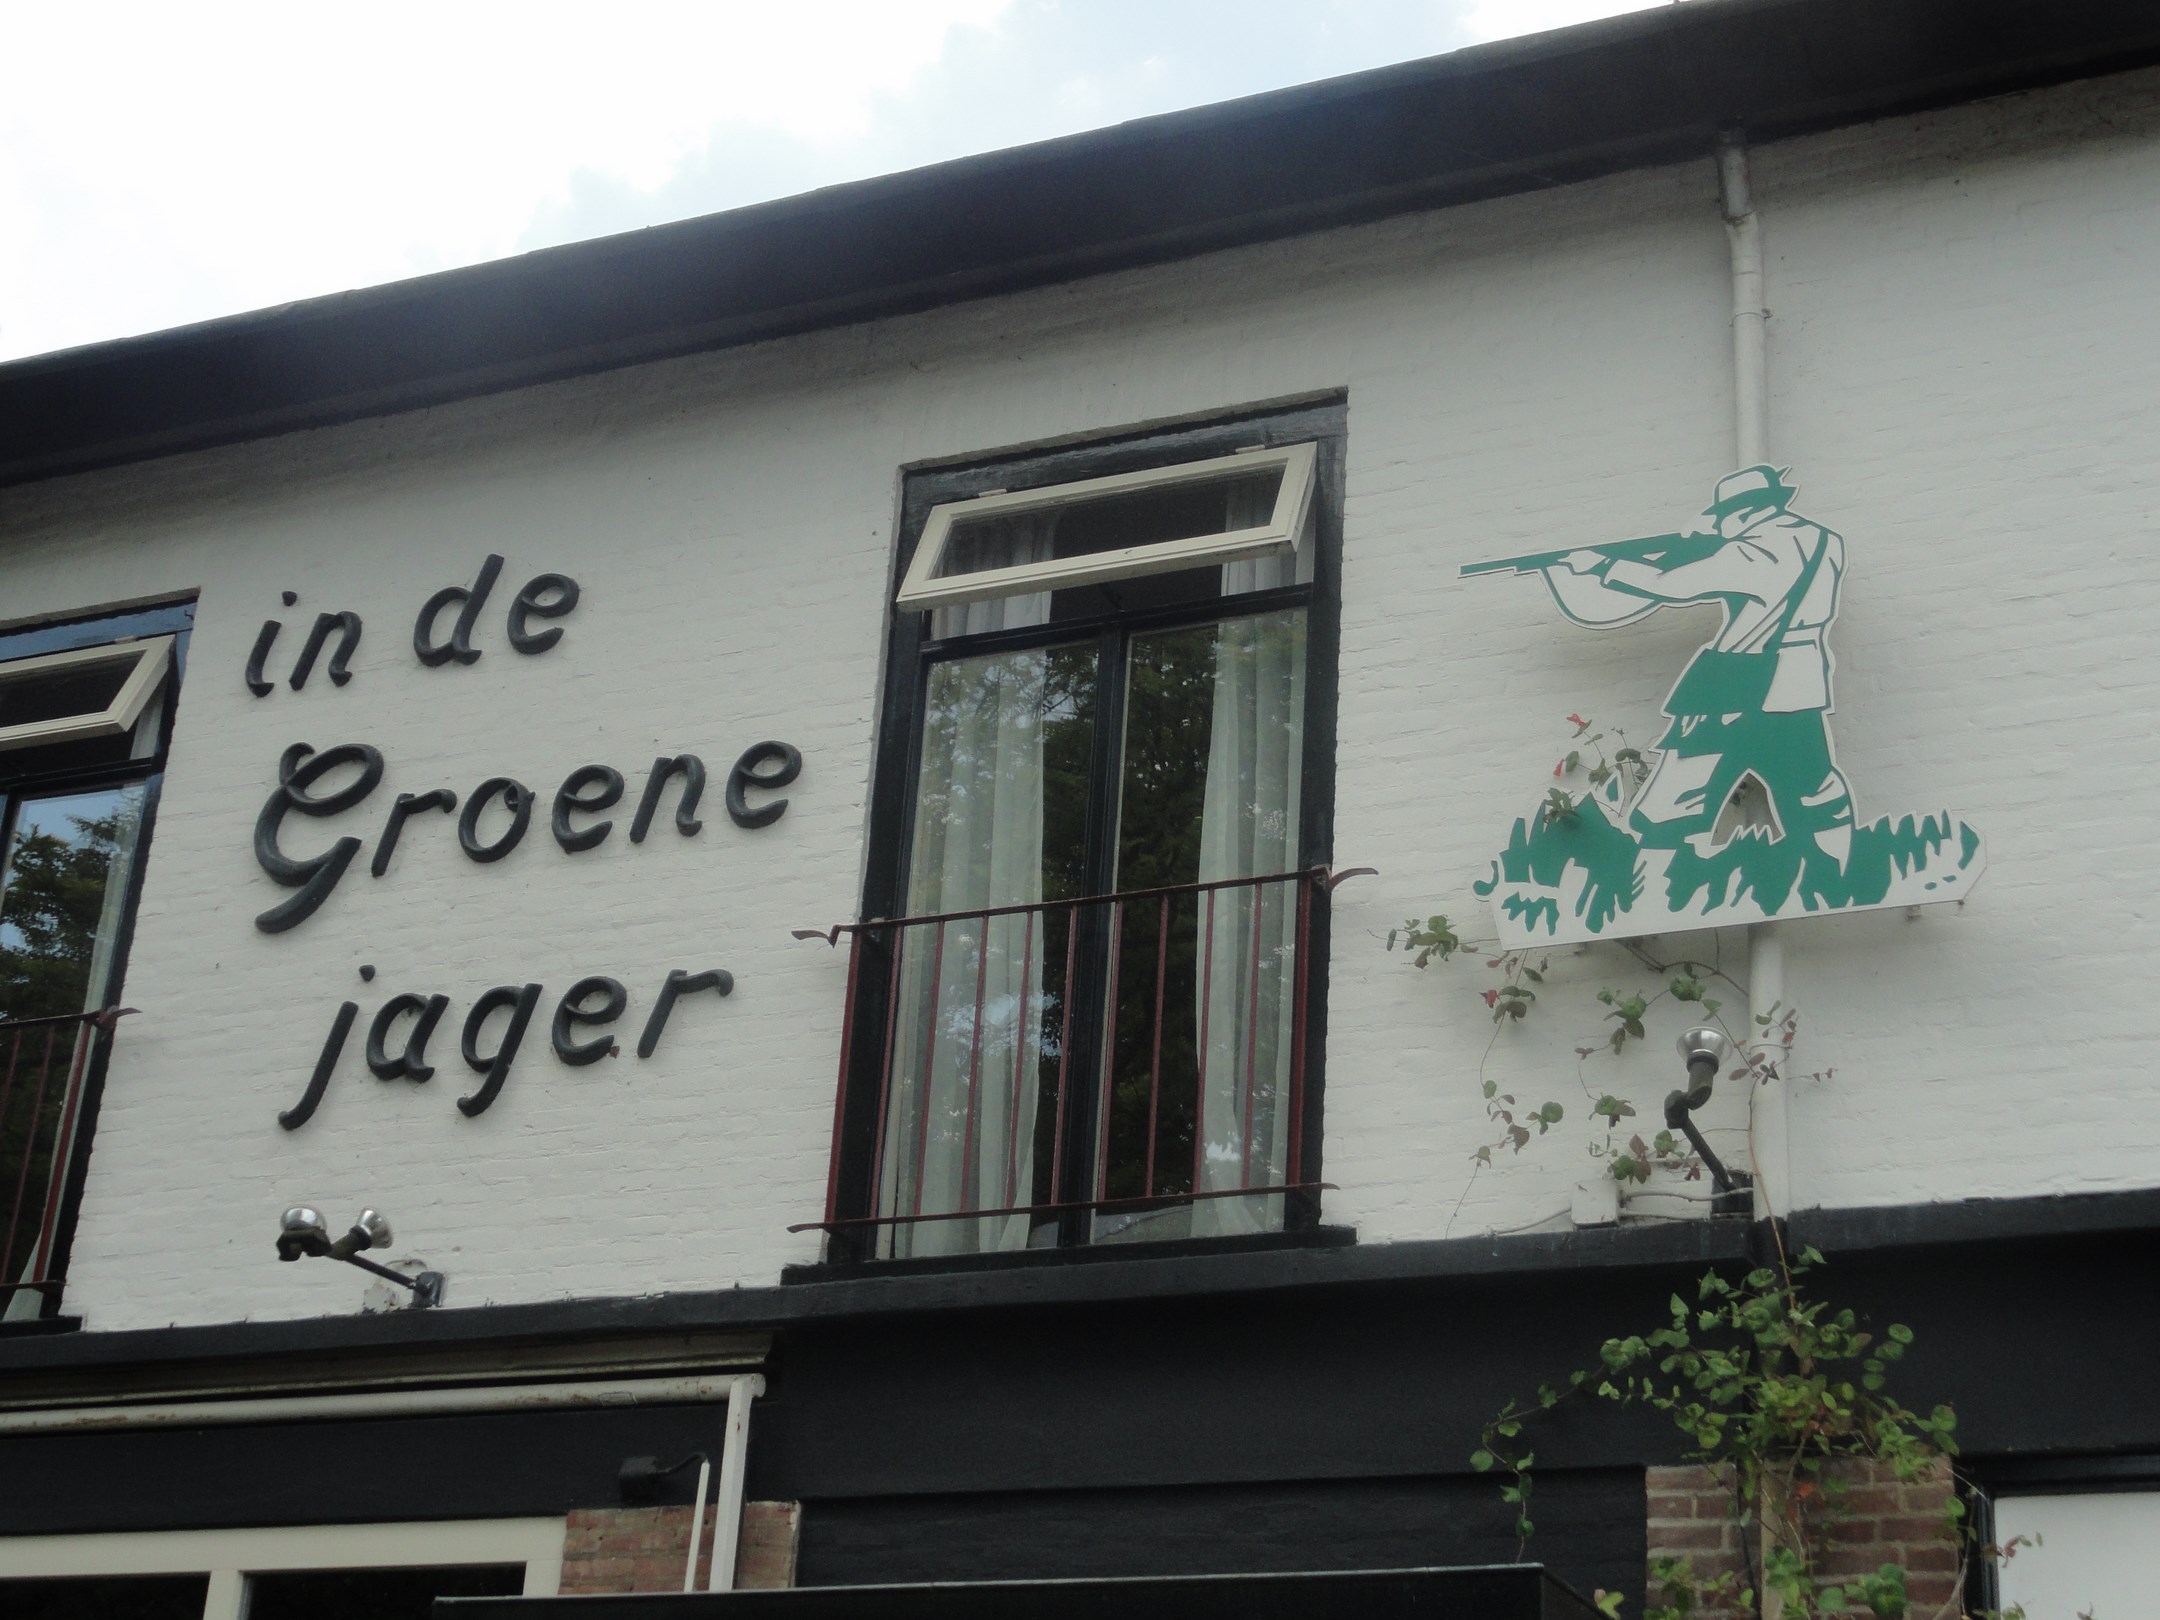 in de
Groene
jager